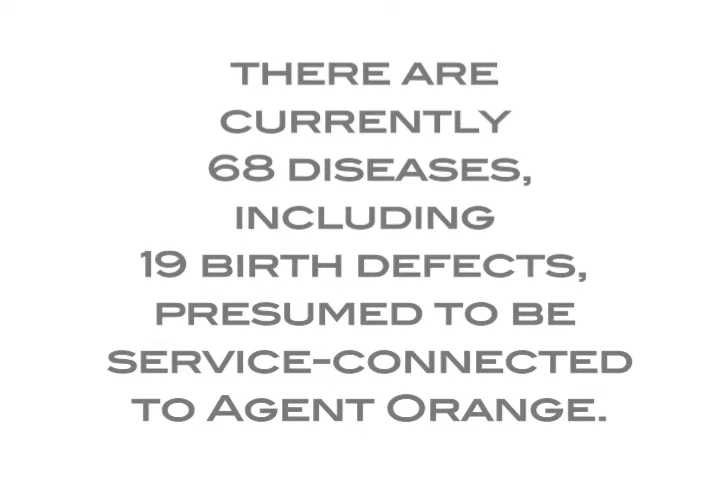 THERE ARE
CURRENTLY
68 DISEASES,
INCLUDING
19 BIRTH DEFECTS,
PRESUMED TO BE
SERVICE-CONNECTED
TO AGENT ORANGE.